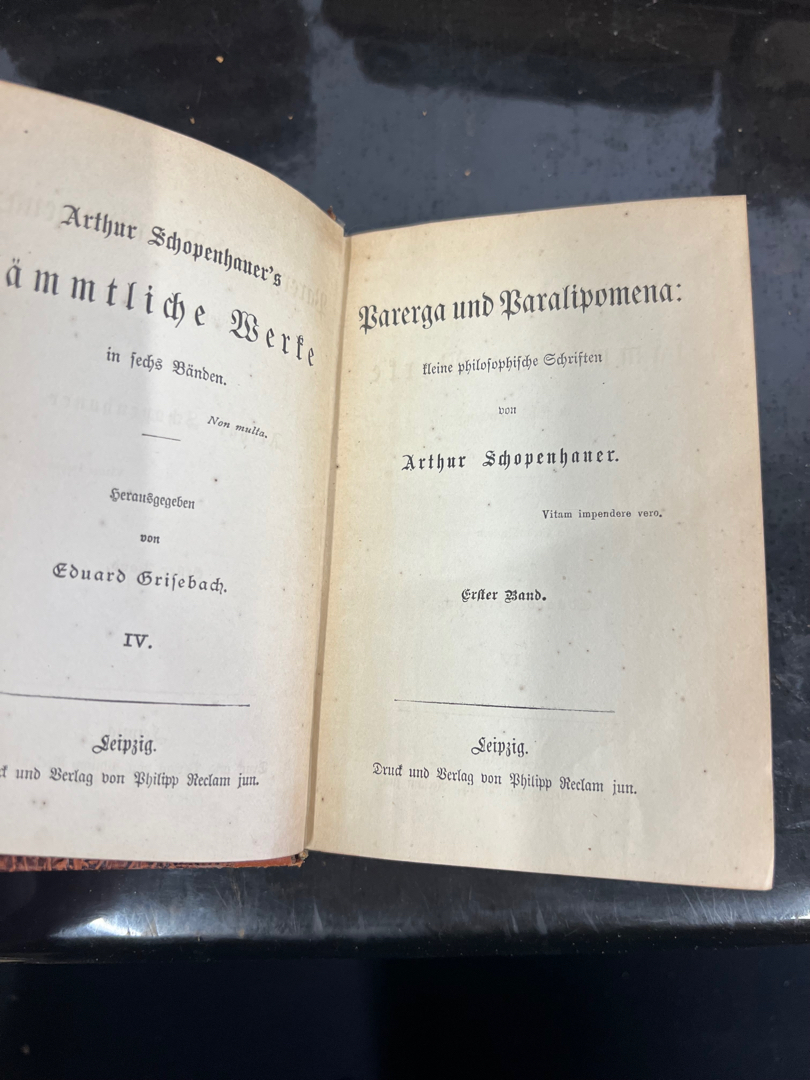 Arthur Schopenhauer's
ämmtliche Werke
in sechs Bänden.
Non multa.
Herausgegeben
von
Eduard Grisebach.
IV.
Leipzig.
und Verlag von Philipp Reclam jun.
Parerga und Paralipomena:
kleine philosophische Schriften
von
Arthur Schopenhauer.
Vitam impendere vero.
Erster Band.
Leipzig.
Druck und Verlag von Philipp Reclam jun.